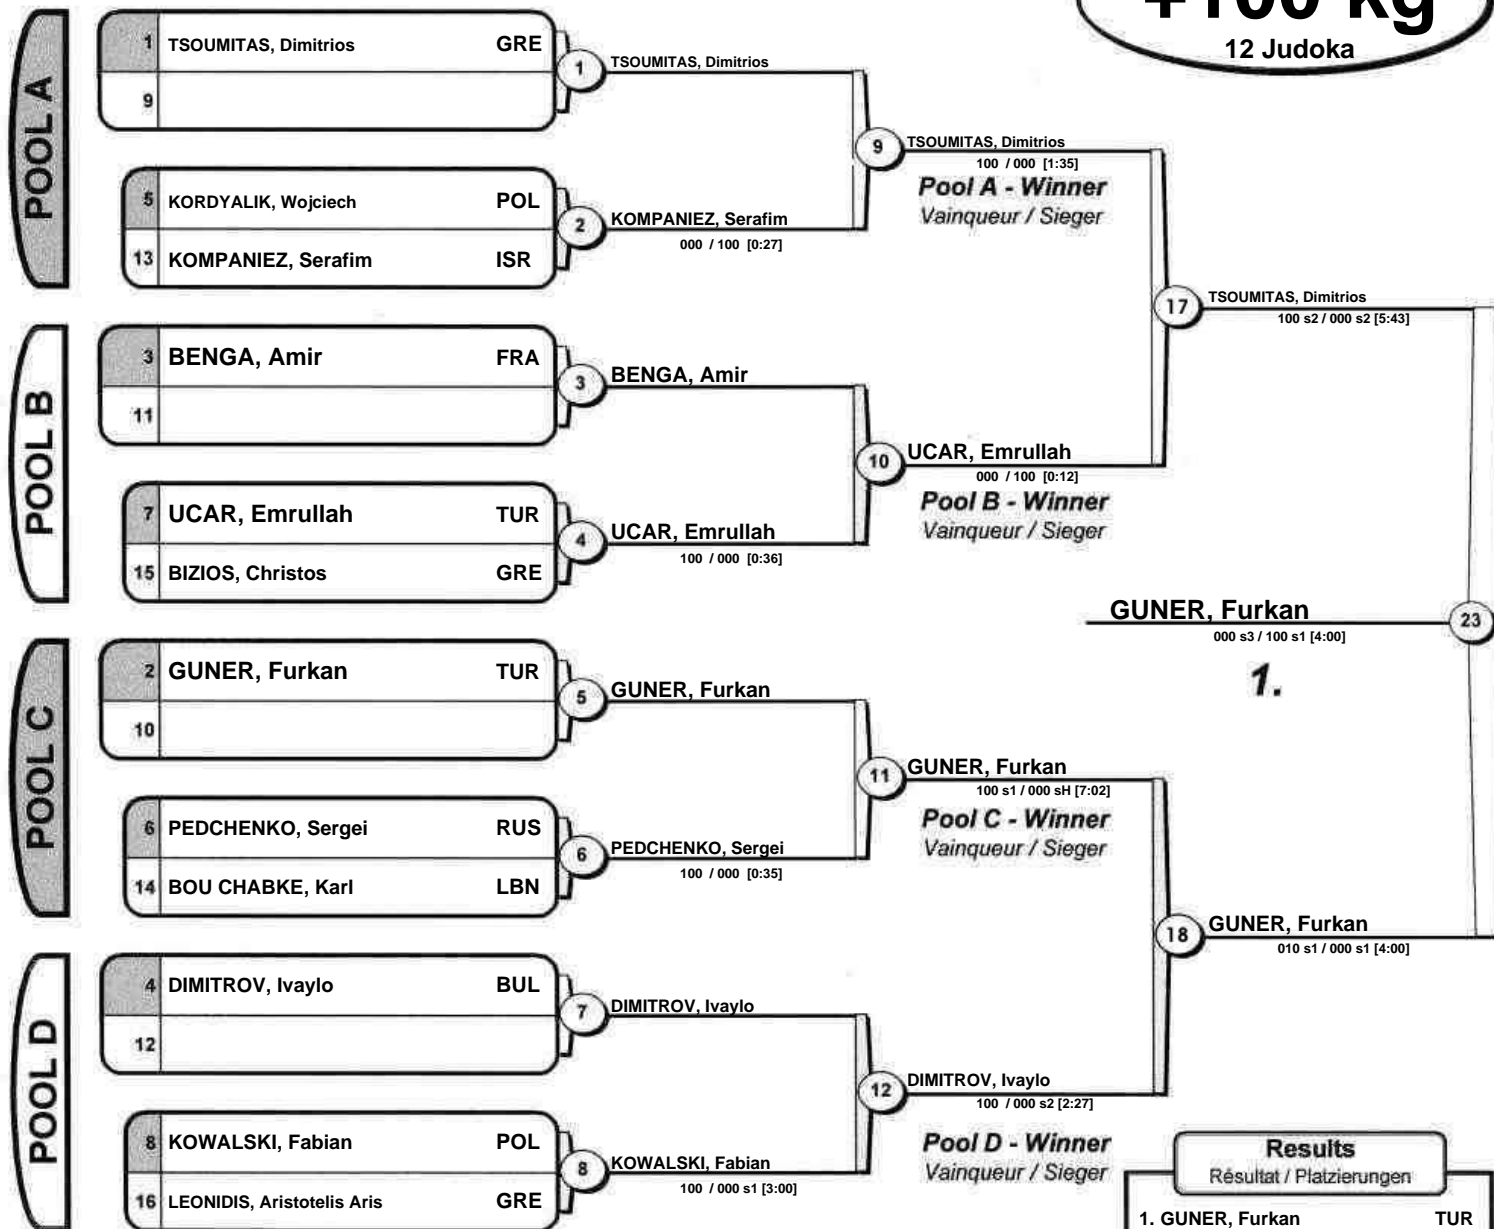 +100 kg
12 Judoka
POOL A
1 TSOUMITAS, Dimitrios GRE
9
1 TSOUMITAS, Dimitrios
5 KORDYALIK, Wojciech POL
13 KOMPANIEZ, Serafim ISR
2 KOMPANIEZ, Serafim
000 / 100 [0:27]
9 TSOUMITAS, Dimitrios
100 / 000 [1:35]
Pool A - Winner
Vainqueur / Sieger
POOL B
3 BENGA, Amir FRA
11
3 BENGA, Amir
7 UCAR, Emrullah TUR
15 BIZIOS, Christos GRE
4 UCAR, Emrullah
100 / 000 [0:36]
10 UCAR, Emrullah
000 / 100 [0:12]
Pool B - Winner
Vainqueur / Sieger
17 TSOUMITAS, Dimitrios
100 s2 / 000 s2 [5:43]
GUNER, Furkan 23
000 s3 / 100 s1 [4:00]
1.
POOL C
2 GUNER, Furkan TUR
10
5 GUNER, Furkan
6 PEDCHENKO, Sergei RUS
14 BOU CHABKE, Karl LBN
6 PEDCHENKO, Sergei
100 / 000 [0:35]
11 GUNER, Furkan
100 s1 / 000 sH [7:02]
Pool C - Winner
Vainqueur / Sieger
18 GUNER, Furkan
010 s1 / 000 s1 [4:00]
POOL D
4 DIMITROV, Ivaylo BUL
12
7 DIMITROV, Ivaylo
8 KOWALSKI, Fabian POL
16 LEONIDIS, Aristotelis Aris GRE
8 KOWALSKI, Fabian
100 / 000 s1 [3:00]
12 DIMITROV, Ivaylo
100 / 000 s2 [2:27]
Pool D - Winner
Vainqueur / Sieger
Results
Résultat / Platzierungen
1. GUNER, Furkan TUR